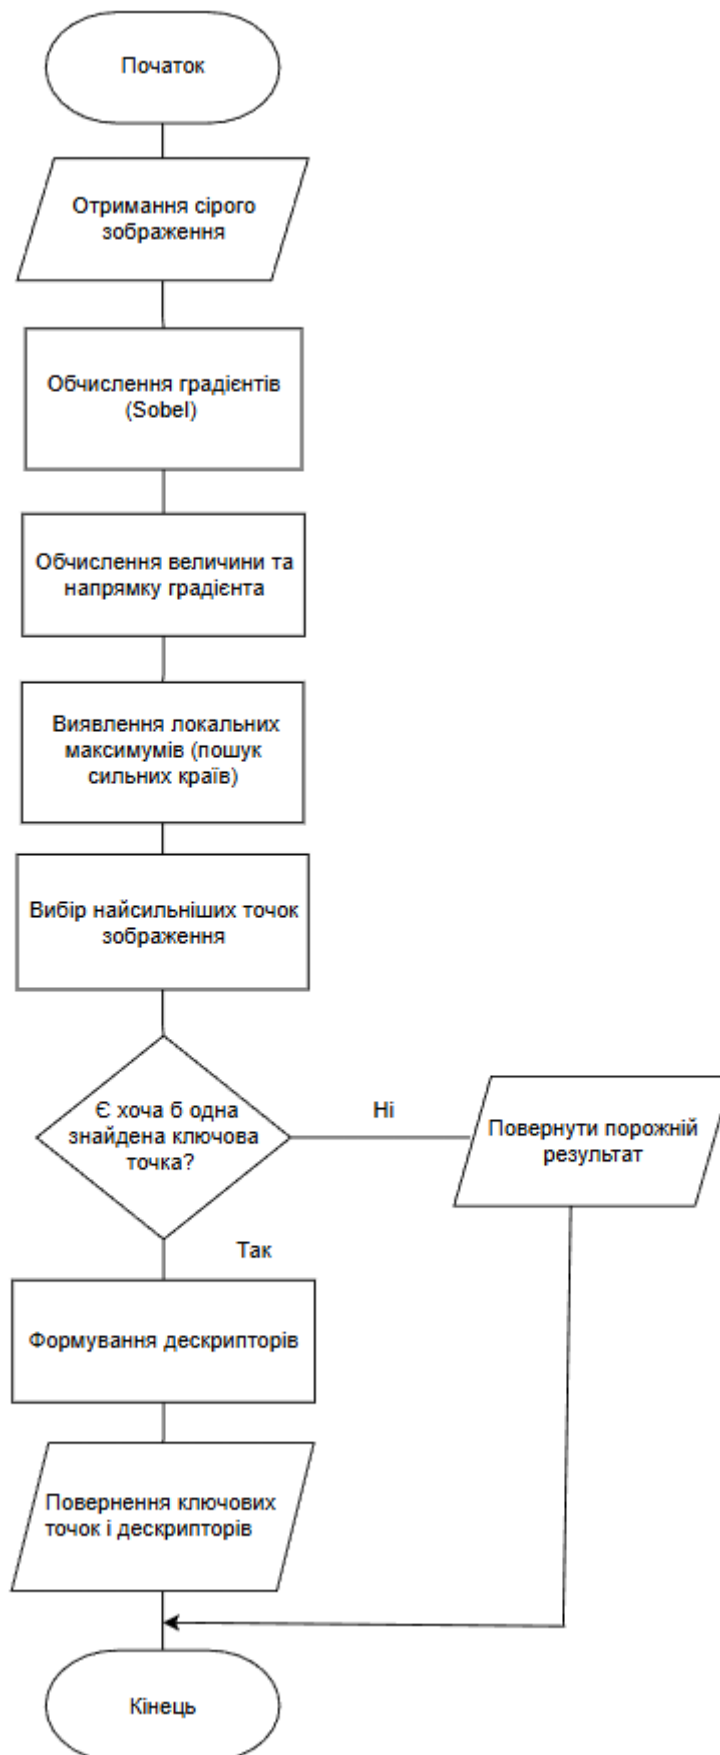 Початок
Отримання сірого
зображення
Обчислення градієнтів
(Sobel)
Обчислення величини та
напрямку градієнта
Виявлення локальних
максимумів (пошук
сильних країв)
Вибір найсильніших точок
зображення
Є хоча б одна
знайдена ключова
точка?
Ні
Повернути порожній
результат
Так
Формування дескрипторів
Повернення ключових
точок і дескрипторів
Кінець